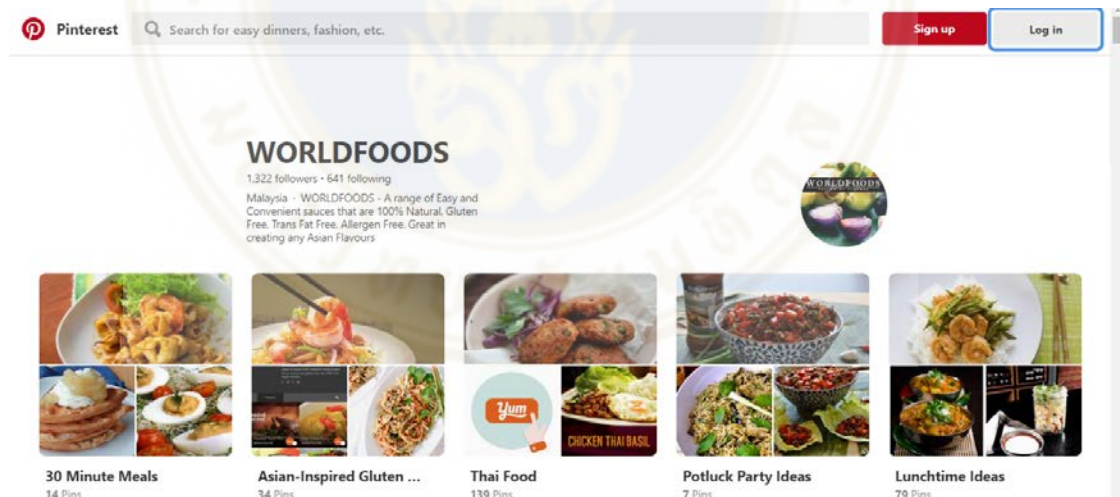 Pinterest
Search for easy dinners, fashion, etc.
Sign up
Log in
WORLDFOODS
1,322 followers • 641 following
Malaysia · WORLDFOODS - A range of Easy and
Convenient sauces that are 100% Natural, Gluten
Free, Trans Fat Free, Allergen Free. Great in
creating any Asian Flavours
WORLDFOODS
Yum
CHICKEN THAI BASIL
30 Minute Meals
14 Pins
Asian-Inspired Gluten ...
34 Pins
Thai Food
139 Pins
Potluck Party Ideas
7 Pins
Lunchtime Ideas
79 Pins